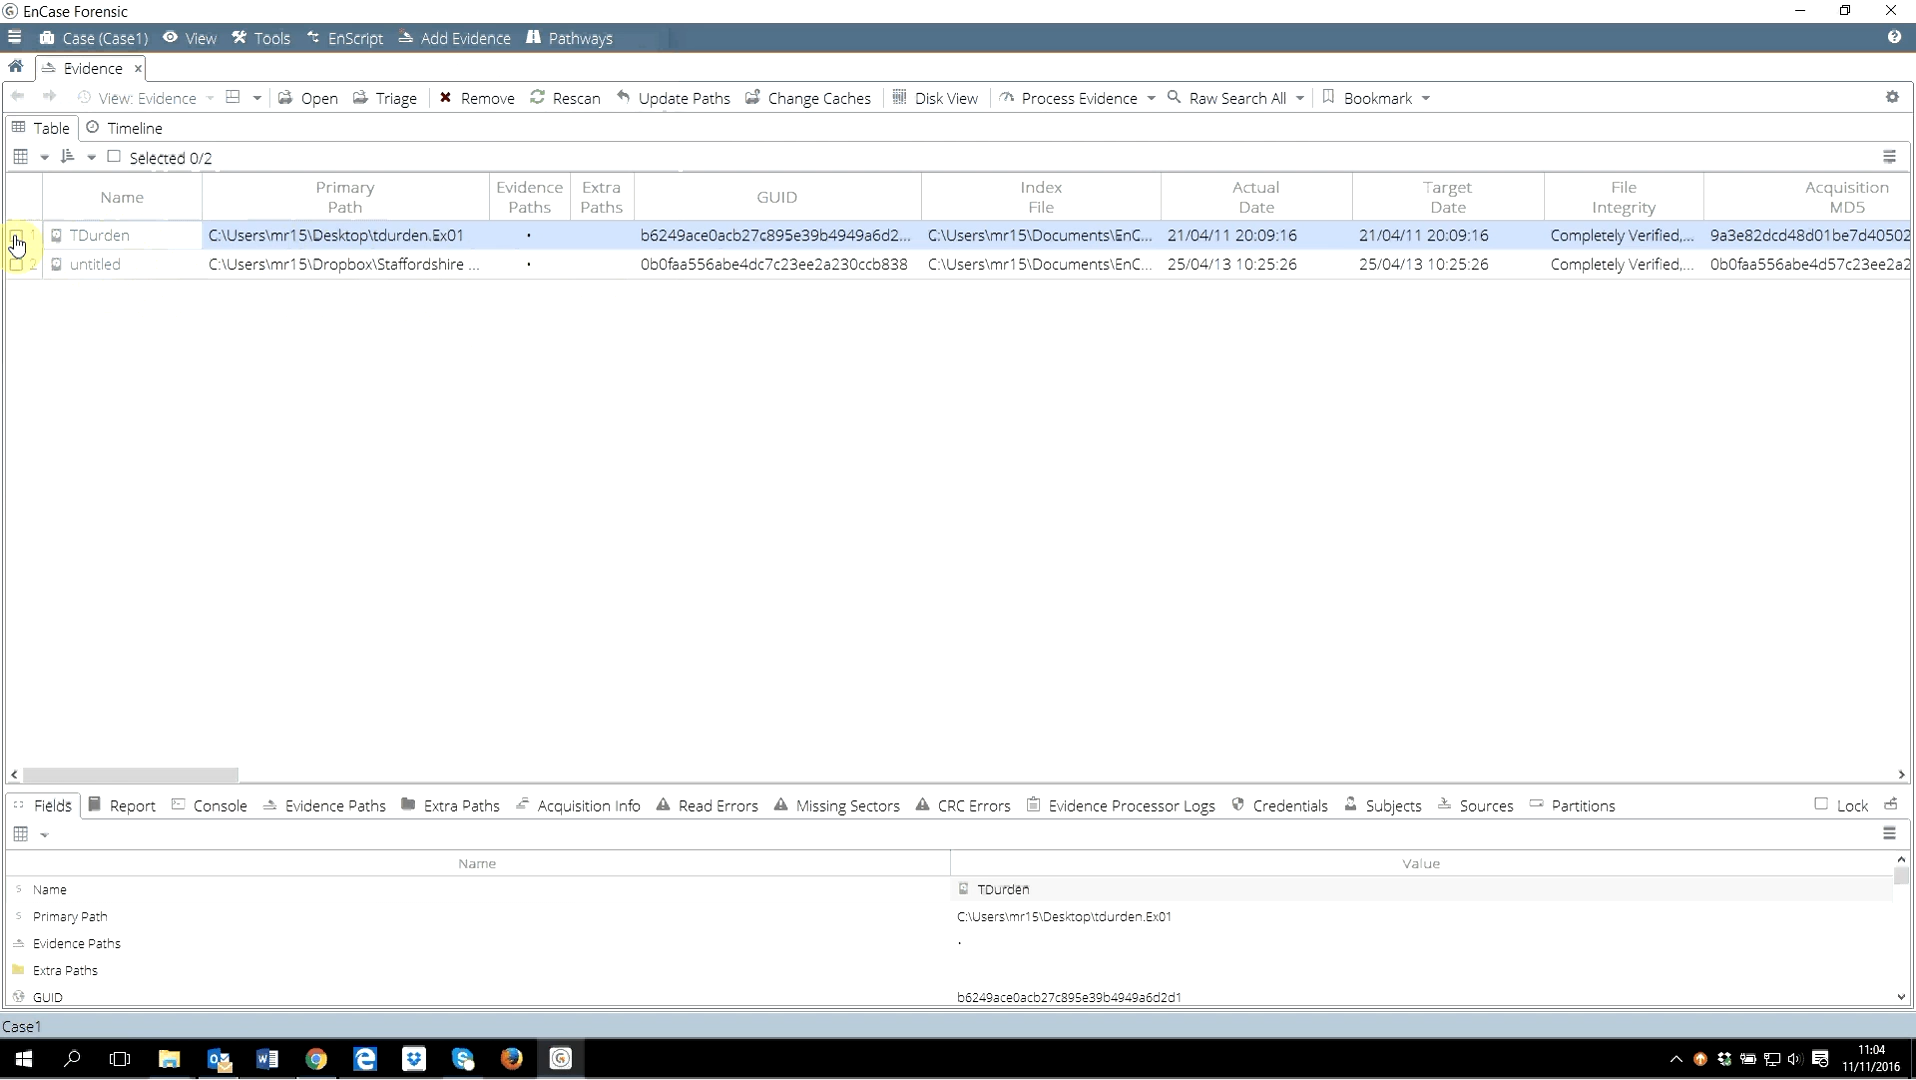 EnCase Forensic
Case (Case1) View Tools EnScript Add Evidence Pathways
Evidence
View: Evidence Open Triage Remove Rescan Update Paths Change Caches Disk View Process Evidence Raw Search All Bookmark
Table Timeline
Selected 0/2
Name Primary Path Evidence Paths Extra Paths GUID Index File Actual Date Target Date File Integrity Acquisition MD5
1 TDurden C:\Users\mr15\Desktop\tdurden.Ex01 • b6249ace0acb27c895e39b4949a6d2... C:\Users\mr15\Documents\EnC... 21/04/11 20:09:16 21/04/11 20:09:16 Completely Verified,... 9a3e82dcd48d01be7d40502
2 untitled C:\Users\mr15\Dropbox\Staffordshire ... • 0b0faa556abe4dc7c23ee2a230ccb838 C:\Users\mr15\Documents\EnC... 25/04/13 10:25:26 25/04/13 10:25:26 Completely Verified,... 0b0faa556abe4d57c23ee2a2
Fields Report Console Evidence Paths Extra Paths Acquisition Info Read Errors Missing Sectors CRC Errors Evidence Processor Logs Credentials Subjects Sources Partitions Lock
Name Value
Name TDurden
Primary Path C:\Users\mr15\Desktop\tdurden.Ex01
Evidence Paths •
Extra Paths
GUID b6249ace0acb27c895e39b4949a6d2d1
Case1
11:04
11/11/2016